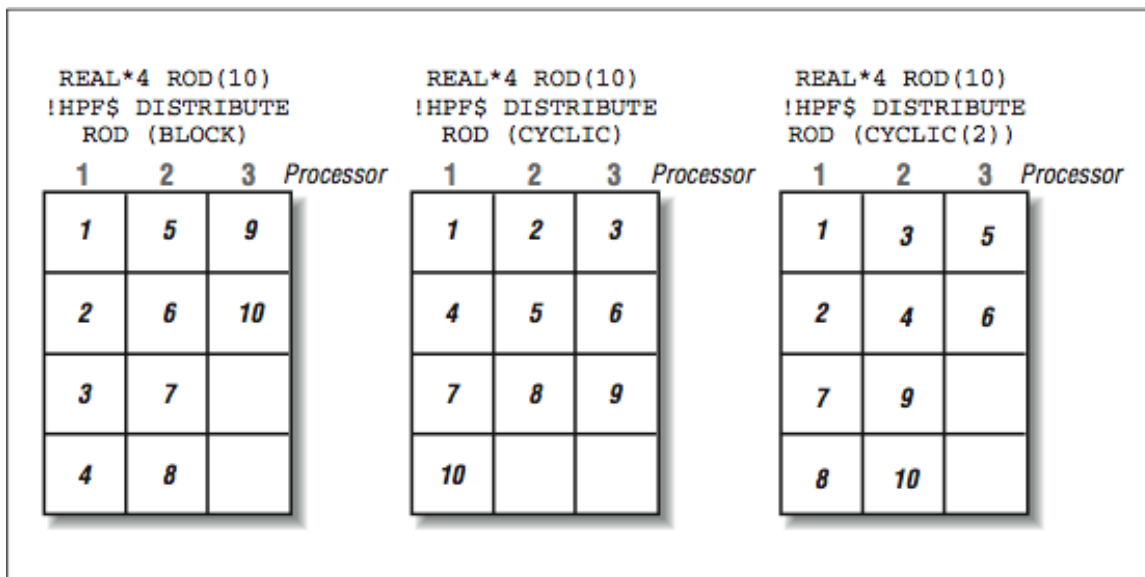 REAL*4 ROD(10)
!HPF$ DISTRIBUTE
ROD (BLOCK)
1 2 3 Processor
1 5 9
2 6 10
3 7
4 8
REAL*4 ROD(10)
!HPF$ DISTRIBUTE
ROD (CYCLIC)
1 2 3 Processor
1 2 3
4 5 6
7 8 9
10
REAL*4 ROD(10)
!HPF$ DISTRIBUTE
ROD (CYCLIC(2))
1 2 3 Processor
1 3 5
2 4 6
7 9
8 10